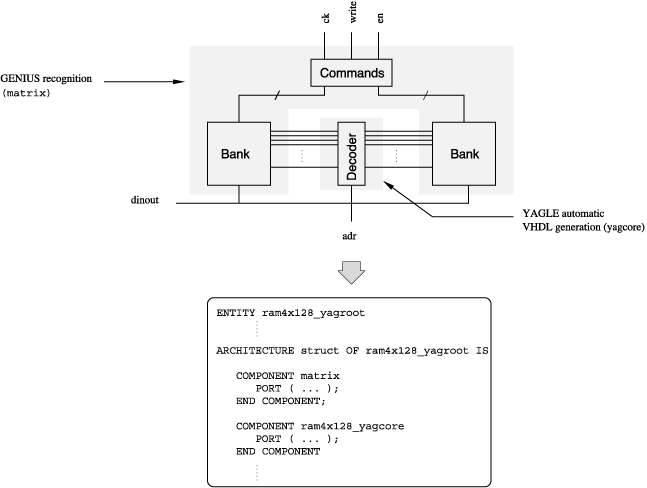 ck
write
en
Commands
GENIUS recognition
(matrix)
Bank
Decoder
Bank
dinout
YAGLE automatic
VHDL generation (yagcore)
adr
ENTITY ram4x128_yagroot
ARCHITECTURE struct OF ram4x128_yagroot IS
COMPONENT matrix
PORT ( ... );
END COMPONENT;
COMPONENT ram4x128_yagcore
PORT ( ... );
END COMPONENT